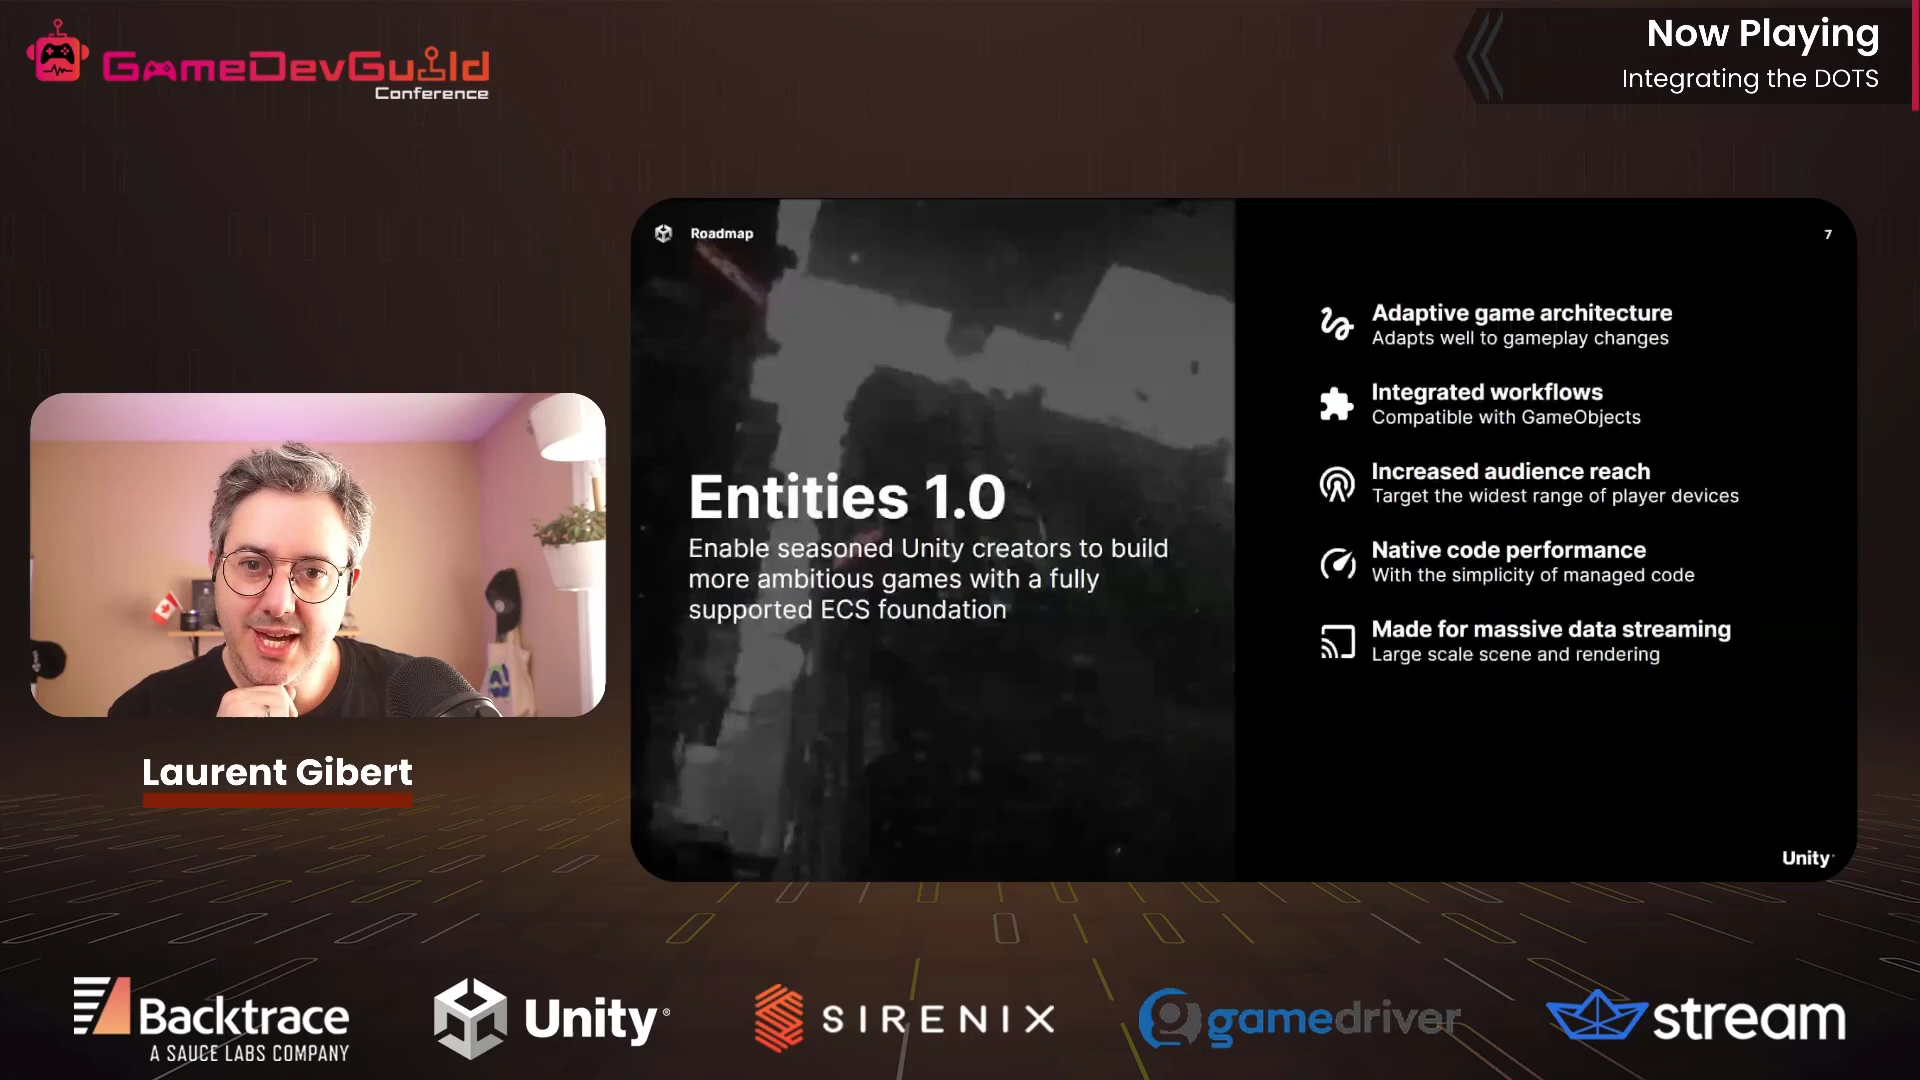 GameDevGuild
Conference
Now Playing
Integrating the DOTS
Roadmap
7
Entities 1.0
Enable seasoned Unity creators to build
more ambitious games with a fully
supported ECS foundation
Adaptive game architecture
Adapts well to gameplay changes
Integrated workflows
Compatible with GameObjects
Increased audience reach
Target the widest range of player devices
Native code performance
With the simplicity of managed code
Made for massive data streaming
Large scale scene and rendering
Unity
Laurent Gibert
Backtrace
A SAUCE LABS COMPANY
Unity®
SIRENIX
gamedriver
stream